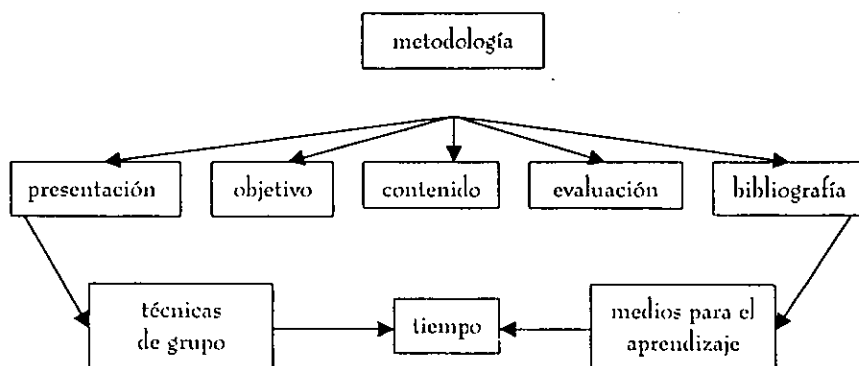 metodología
presentación
objetivo
contenido
evaluación
bibliografía
técnicas
de grupo
tiempo
medios para el
aprendizaje